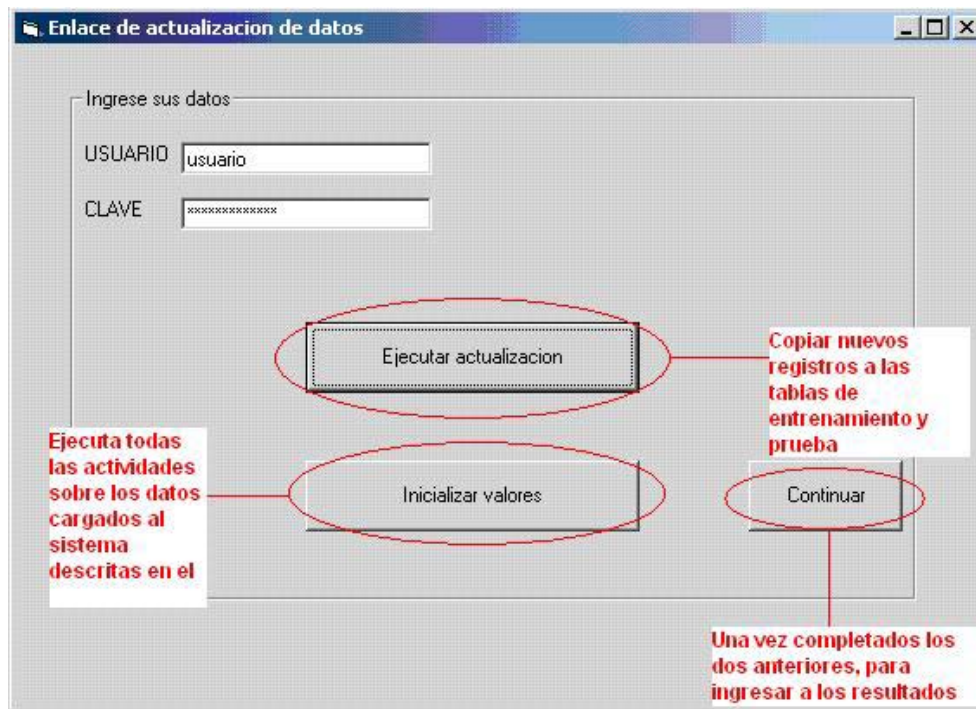 Enlace de actualizacion de datos
Ingrese sus datos
USUARIO usuario
CLAVE *************
Ejecutar actualizacion
Copiar nuevos
registros a las
tablas de
entrenamiento y
prueba
Ejecuta todas
las actividades
sobre los datos
cargados al
sistema
descritas en el
Inicializar valores
Continuar
Una vez completados los
dos anteriores, para
ingresar a los resultados